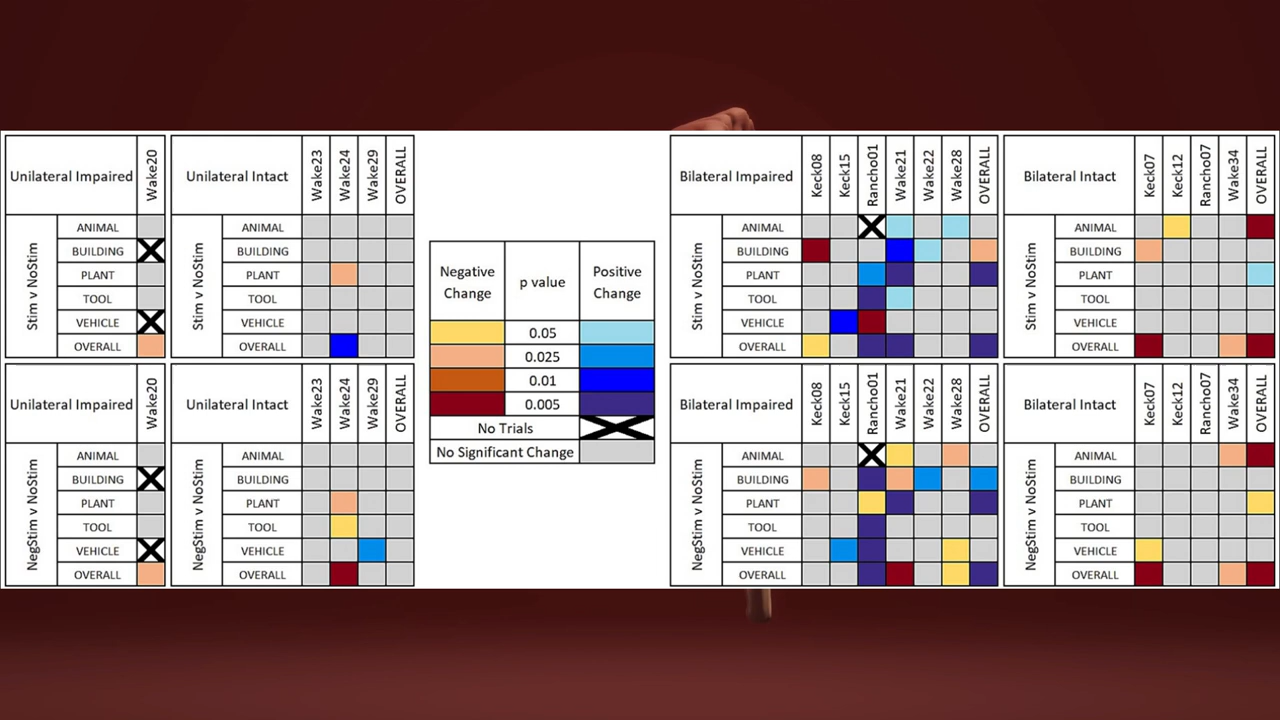 Unilateral Impaired
Wake20
Stim v NoStim
ANIMAL
BUILDING
PLANT
TOOL
VEHICLE
OVERALL
Unilateral Intact
Wake23
Wake24
Wake29
OVERALL
Stim v NoStim
ANIMAL
BUILDING
PLANT
TOOL
VEHICLE
OVERALL
Unilateral Impaired
Wake20
NegStim v NoStim
ANIMAL
BUILDING
PLANT
TOOL
VEHICLE
OVERALL
Unilateral Intact
Wake23
Wake24
Wake29
OVERALL
NegStim v NoStim
ANIMAL
BUILDING
PLANT
TOOL
VEHICLE
OVERALL
Negative Change
p value
Positive Change
0.05
0.025
0.01
0.005
No Trials
No Significant Change
Bilateral Impaired
Keck08
Keck15
Rancho01
Wake21
Wake22
Wake28
OVERALL
Stim v NoStim
ANIMAL
BUILDING
PLANT
TOOL
VEHICLE
OVERALL
Bilateral Intact
Keck07
Keck12
Rancho07
Wake34
OVERALL
Stim v NoStim
ANIMAL
BUILDING
PLANT
TOOL
VEHICLE
OVERALL
Bilateral Impaired
Keck08
Keck15
Rancho01
Wake21
Wake22
Wake28
OVERALL
NegStim v NoStim
ANIMAL
BUILDING
PLANT
TOOL
VEHICLE
OVERALL
Bilateral Intact
Keck07
Keck12
Rancho07
Wake34
OVERALL
NegStim v NoStim
ANIMAL
BUILDING
PLANT
TOOL
VEHICLE
OVERALL